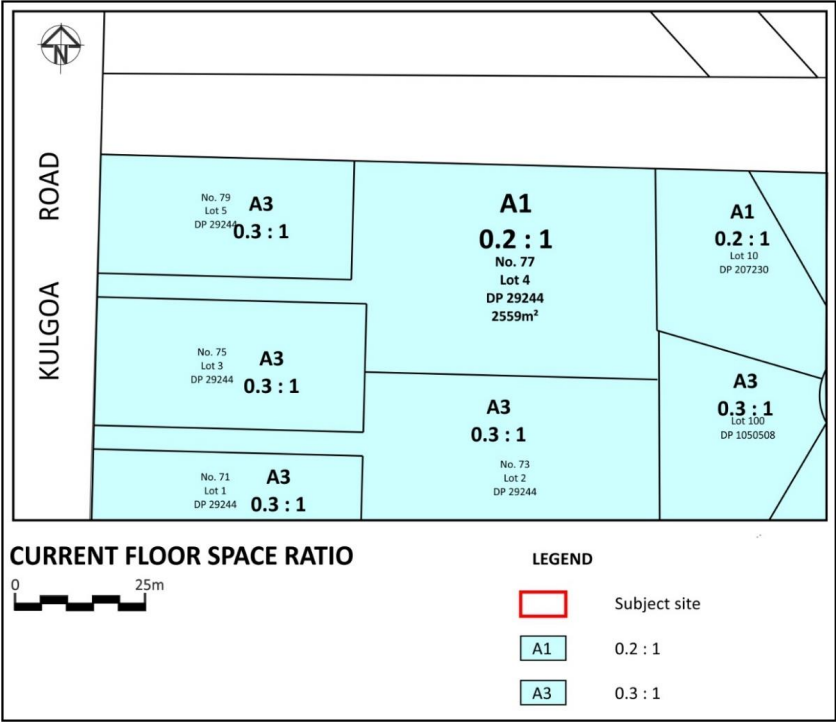 N
KULGOA ROAD
No. 79
Lot 5
DP 29244
A3
0.3 : 1
A1
0.2 : 1
No. 77
Lot 4
DP 29244
2559m²
A1
0.2 : 1
Lot 10
DP 207230
No. 75
Lot 3
DP 29244
A3
0.3 : 1
A3
0.3 : 1
No. 73
Lot 2
DP 29244
A3
0.3 : 1
Lot 100
DP 1050508
No. 71
Lot 1
DP 29244
A3
0.3 : 1
CURRENT FLOOR SPACE RATIO
0 25m
LEGEND
Subject site
A1 0.2 : 1
A3 0.3 : 1